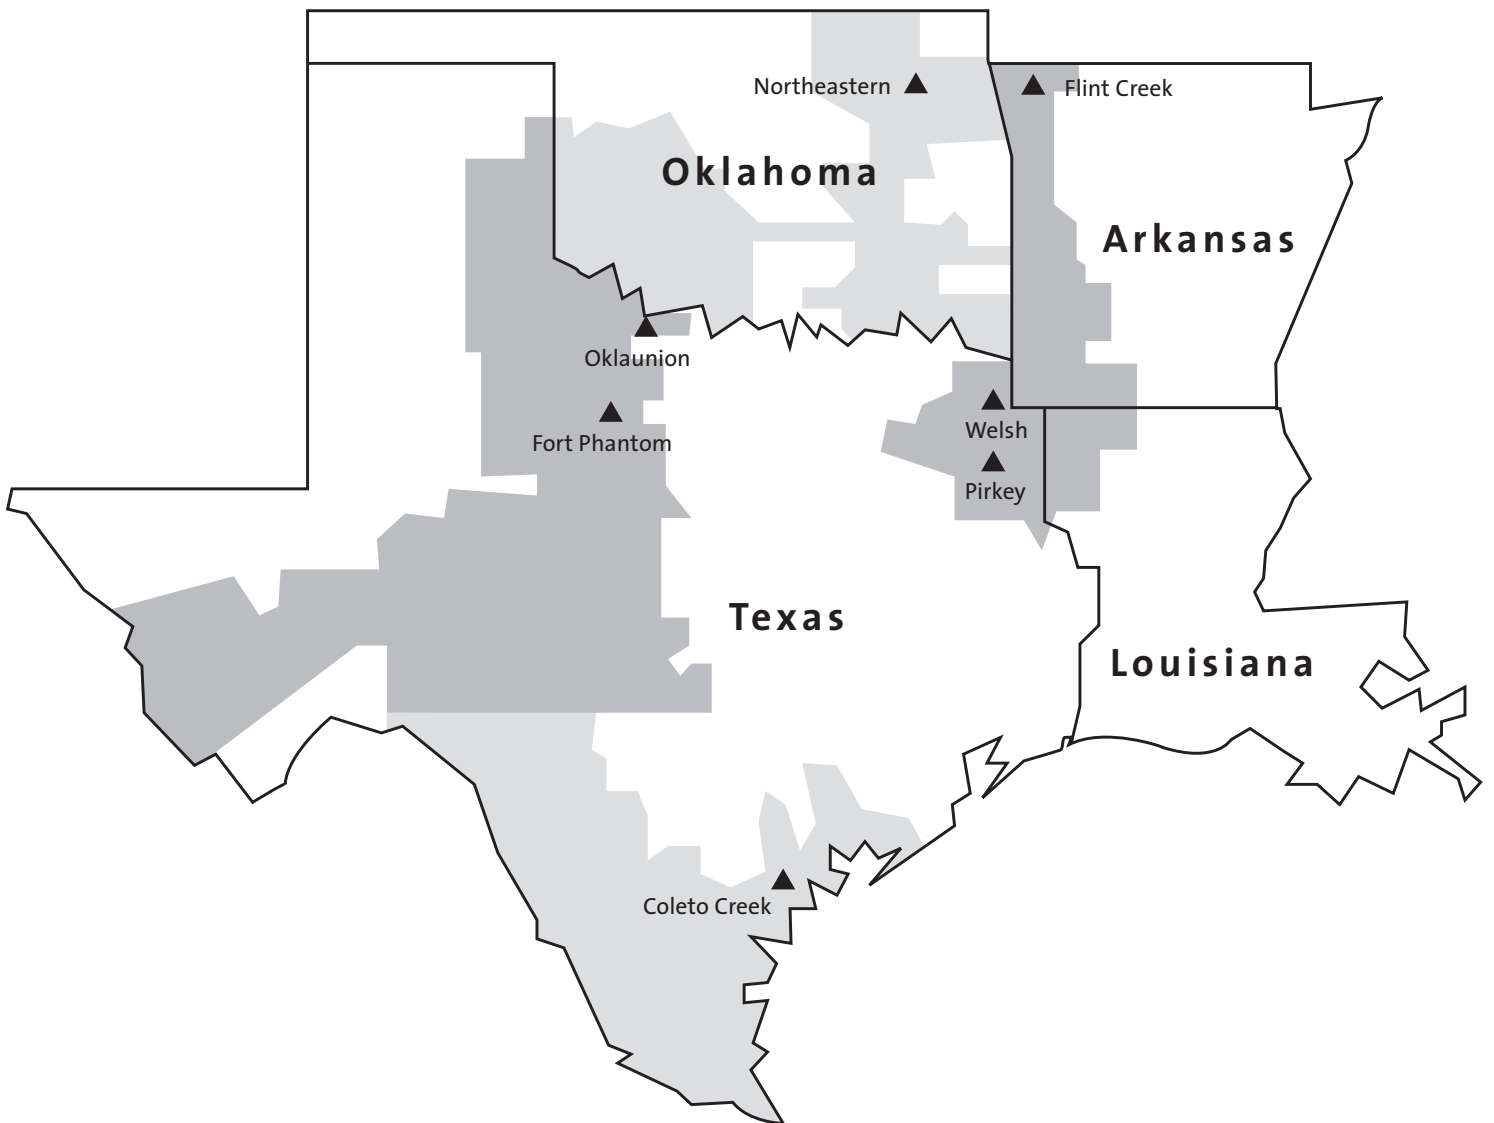 Northeastern
Flint Creek
Oklahoma
Arkansas
Oklaunion
Fort Phantom
Welsh
Pirkey
Texas
Louisiana
Coleto Creek